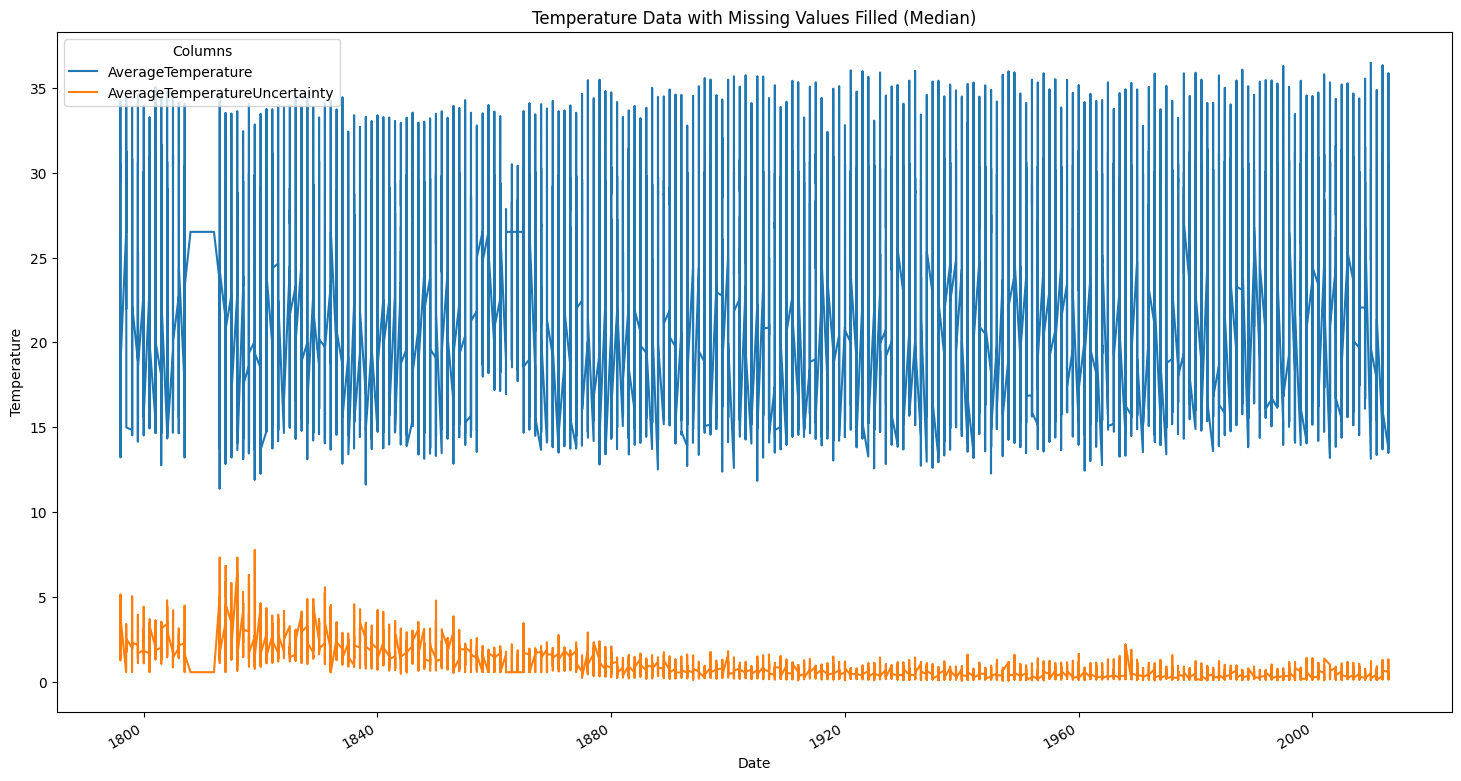 Temperature Data with Missing Values Filled (Median)
Columns
AverageTemperature
AverageTemperatureUncertainty
Temperature
35
30
25
20
15
10
5
0
1800
1840
1880
1920
1960
2000
Date